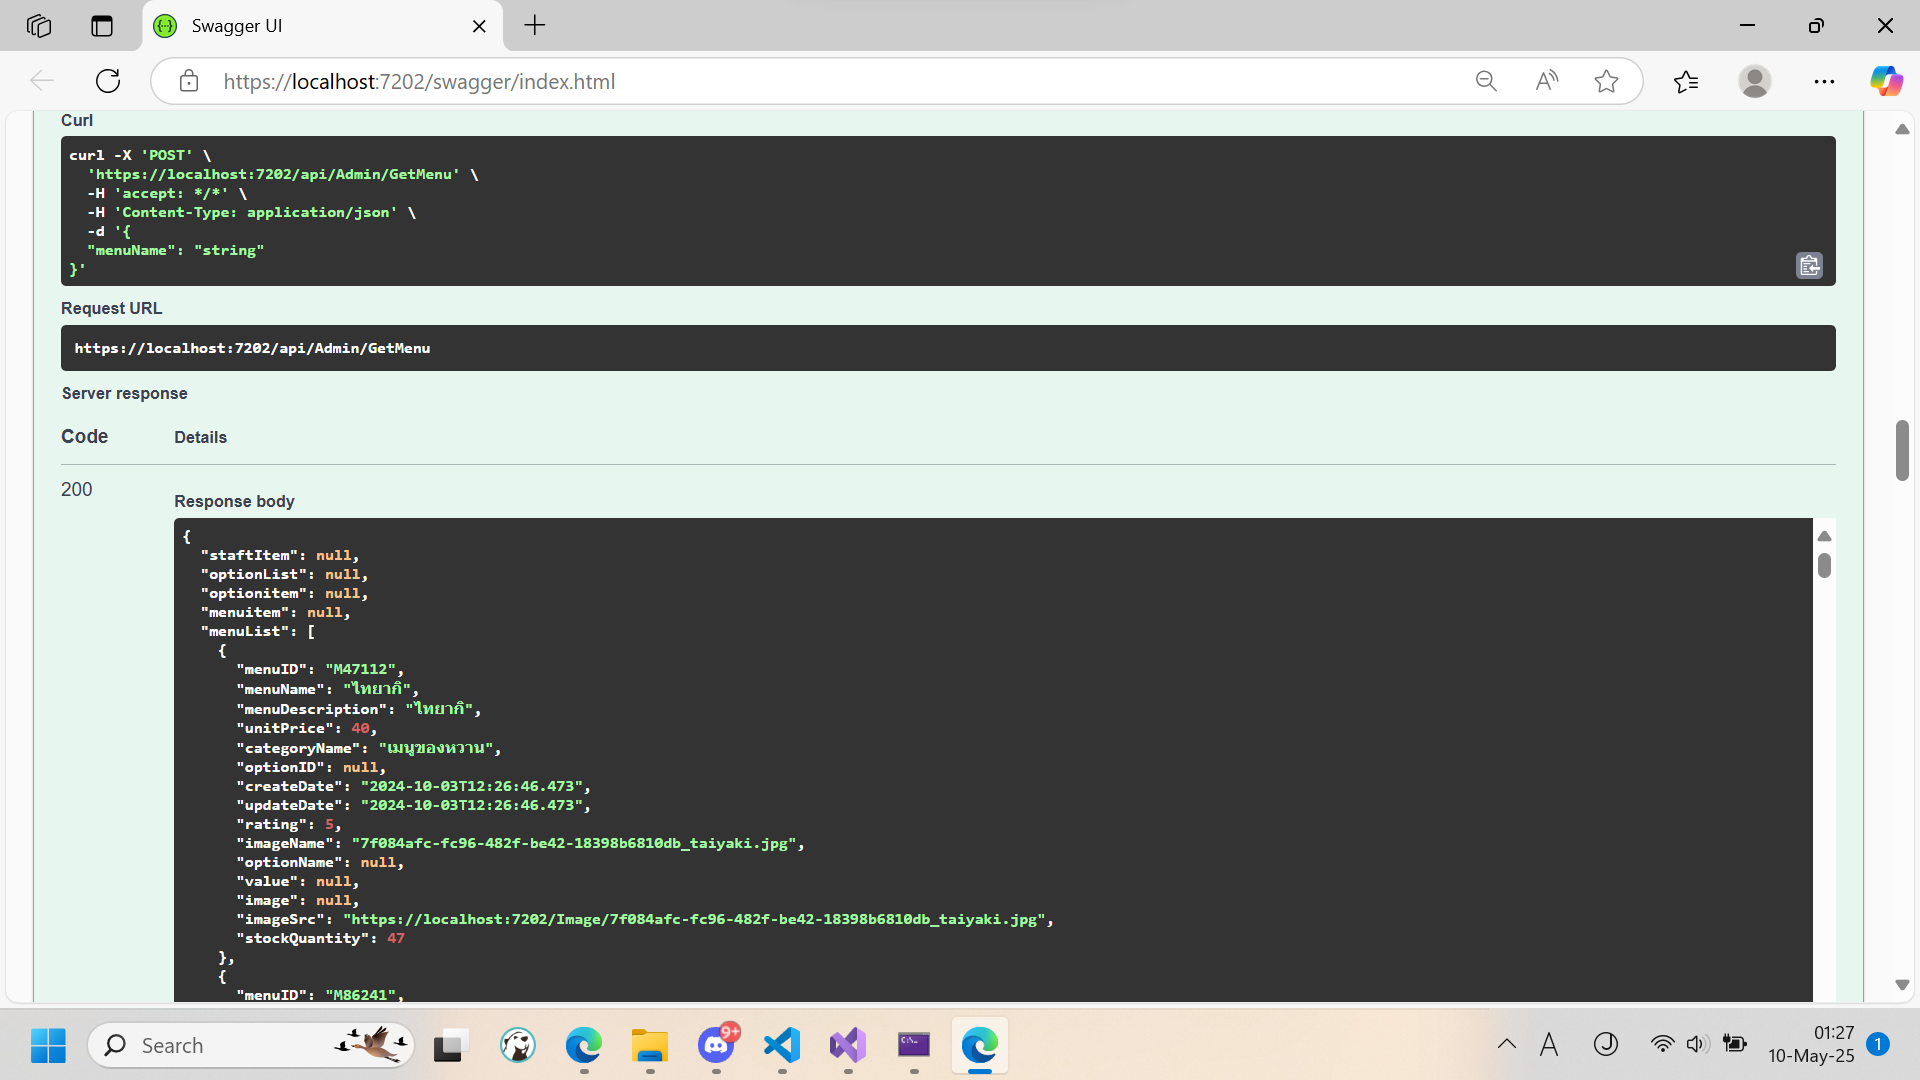 Swagger UI
https://localhost:7202/swagger/index.html
Curl
curl -X 'POST' \
'https://localhost:7202/api/Admin/GetMenu' \
-H 'accept: */*' \
-H 'Content-Type: application/json' \
-d '{
"menuName": "string"
}'
Request URL
https://localhost:7202/api/Admin/GetMenu
Server response
Code Details
200
Response body
{
"staftItem": null,
"optionList": null,
"optionitem": null,
"menuitem": null,
"menuList": [
{
"menuID": "M47112",
"menuName": "ไทยากิ",
"menuDescription": "ไทยากิ",
"unitPrice": 40,
"categoryName": "เมนูของหวาน",
"optionID": null,
"createDate": "2024-10-03T12:26:46.473",
"updateDate": "2024-10-03T12:26:46.473",
"rating": 5,
"imageName": "7f084afc-fc96-482f-be42-18398b6810db_taiyaki.jpg",
"optionName": null,
"value": null,
"image": null,
"imageSrc": "https://localhost:7202/Image/7f084afc-fc96-482f-be42-18398b6810db_taiyaki.jpg",
"stockQuantity": 47
},
{
"menuID": "M86241",
Search
9+
01:27
10-May-25
1